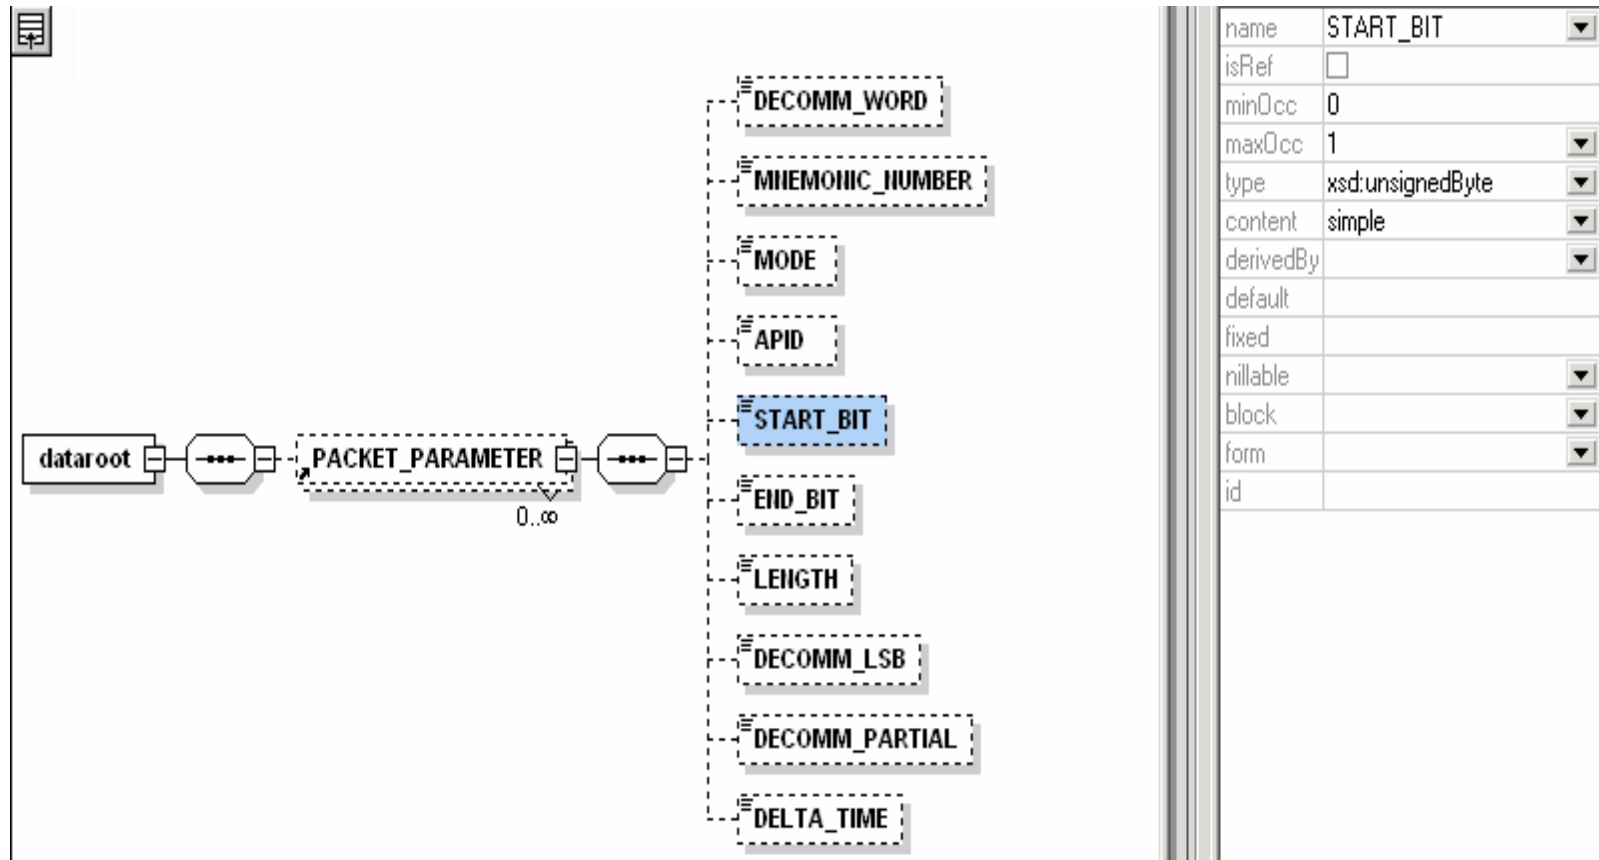 DECOMM_WORD
MNEMONIC_NUMBER
MODE
APID
START_BIT
dataroot
PACKET_PARAMETER
0..∞
END_BIT
LENGTH
DECOMM_LSB
DECOMM_PARTIAL
DELTA_TIME
name START_BIT
isRef
minOcc 0
maxOcc 1
type xsd:unsignedByte
content simple
derivedBy
default
fixed
nillable
block
form
id